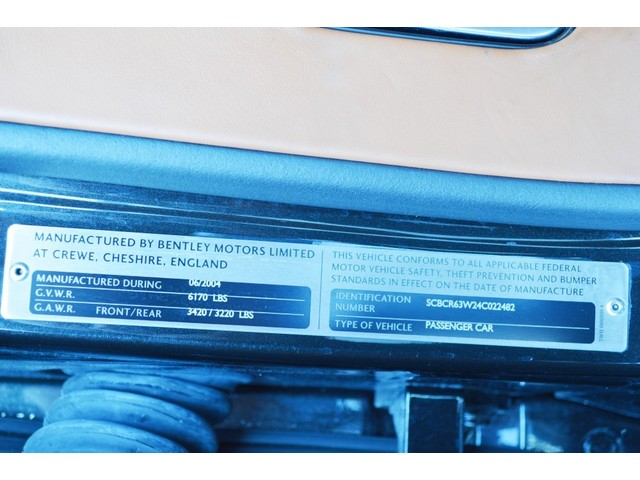 MANUFACTURED BY BENTLEY MOTORS LIMITED
AT CREWE, CHESHIRE, ENGLAND
MANUFACTURED DURING 06/2004
G.V.W.R. 6170 LBS
G.A.W.R. FRONT/REAR 3420 / 3220 LBS
THIS VEHICLE CONFORMS TO ALL APPLICABLE FEDERAL
MOTOR VEHICLE SAFETY, THEFT PREVENTION AND BUMPER
STANDARDS IN EFFECT ON THE DATE OF MANUFACTURE
IDENTIFICATION
NUMBER SCBCR63W24C022482
TYPE OF VEHICLE PASSENGER CAR